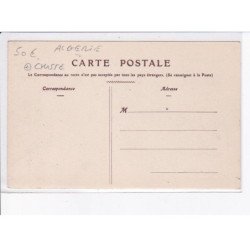 50€ ALGERIE
CHASSE
CARTE POSTALE
La Correspondance au recto n'est pas acceptée par tous les pays étrangers. (Se renseigner à la Poste)
Correspondance Adresse
M